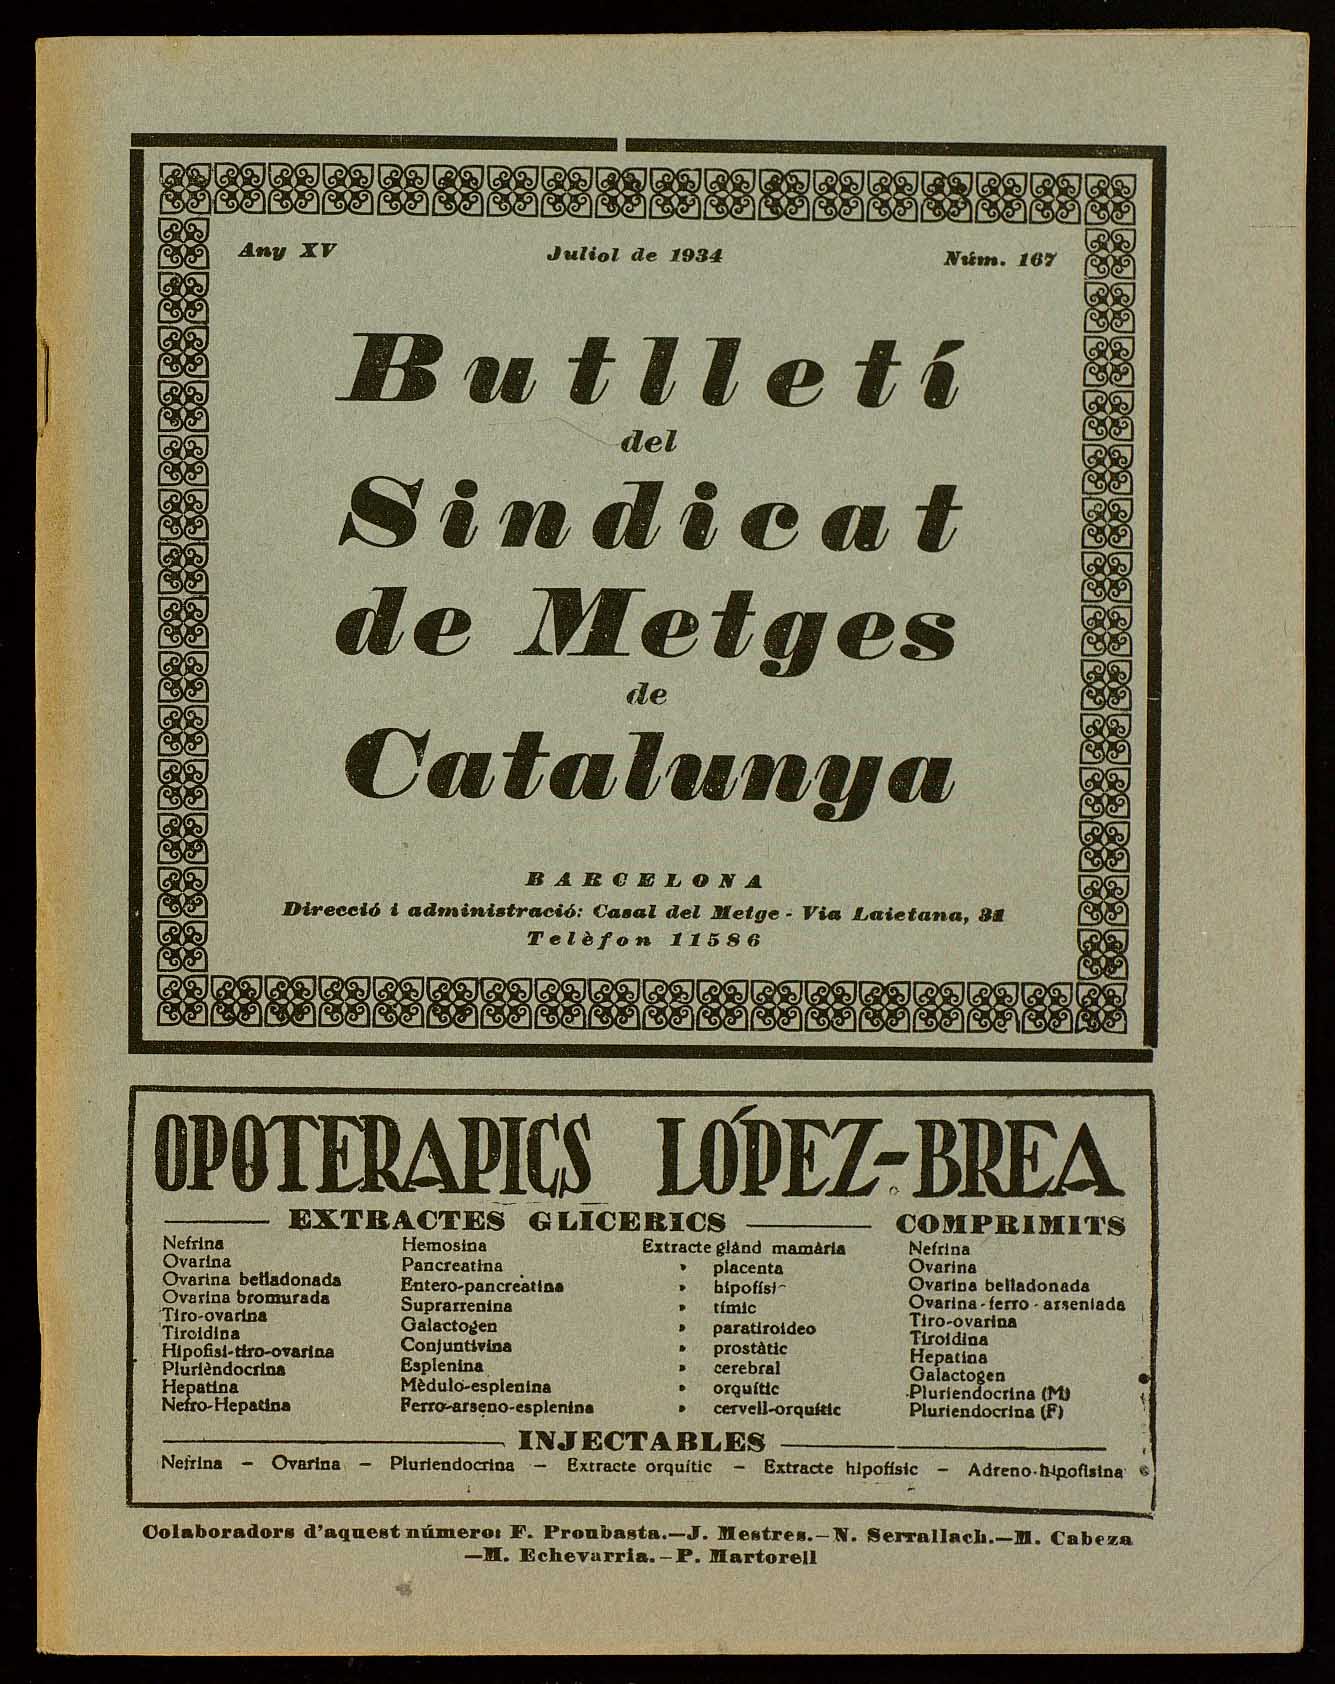 Any XV Juliol de 1934 Núm. 167
Butlletí
del
Sindicat
de Metges
de
Catalunya
BARCELONA
Direcció i administració: Casal del Metge - Via Laietana, 31
Telèfon 11586
OPOTERAPICS LÓPEZ-BREA
EXTRACTES GLICERICS
Nefrina
Ovarina
Ovarina belladonada
Ovarina bromurada
Tiro-ovarina
Tiroidina
Hipofisi-tiro-ovarina
Plurièndocrina
Hepatina
Nefro-Hepatina
Hemosina
Pancreatina
Entero-pancreàtina
Suprarrenina
Galactogen
Conjuntivina
Esplenina
Mèdulo-esplenina
Ferro-arseno-esplenina
Extracte glànd mamària
» placenta
» hipofísi
» tímic
» paratiroideo
» prostàtic
» cerebral
» orquític
» cervell-orquític
COMPRIMITS
Nefrina
Ovarina
Ovarina belladonada
Ovarina-ferro-arseniada
Tiro-ovarina
Tiroidina
Hepatina
Galactogen
Pluriendocrina (M)
Pluriendocrina (F)
INJECTABLES
Nefrina — Ovarina — Pluriendocrina — Extracte orquític — Extracte hipofísic — Adreno-hipofisina
Colaboradors d'aquest número: F. Proubasta.—J. Mestres.—N. Serrallach.—M. Cabeza
—M. Echevarria.—P. Martorell